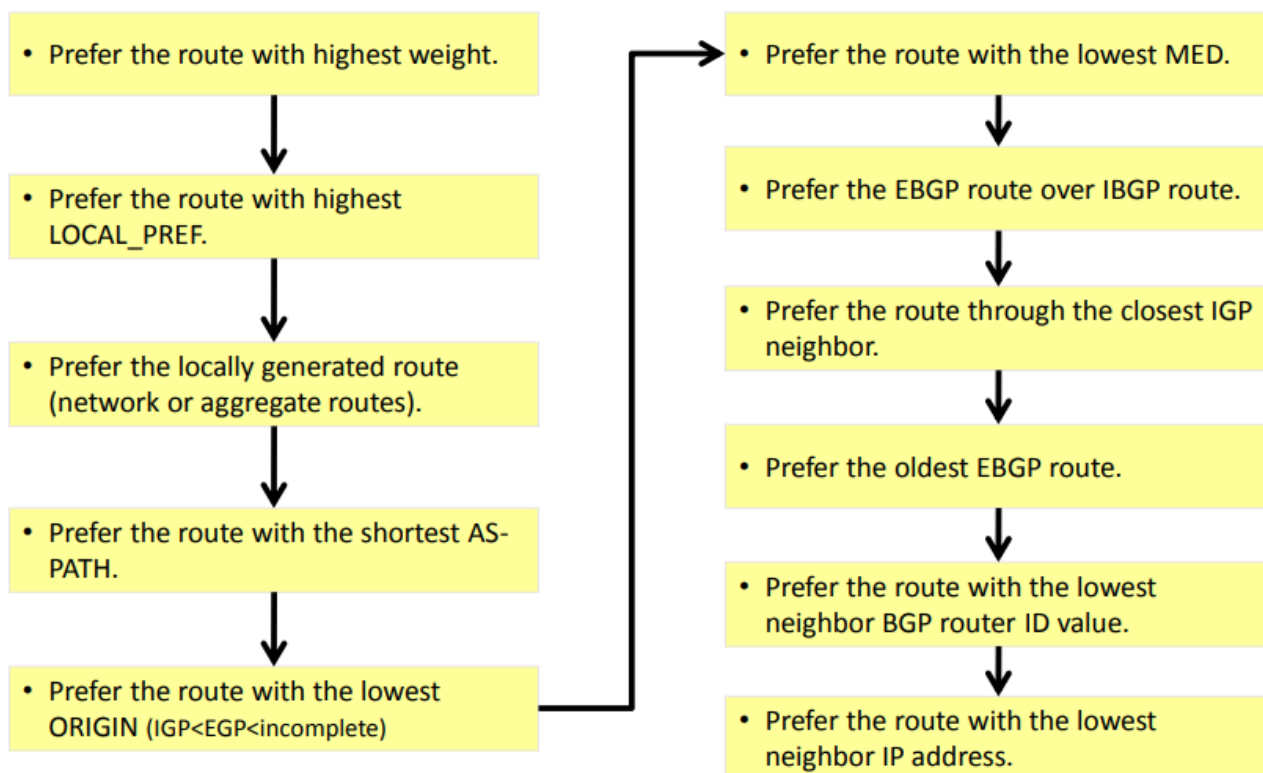 • Prefer the route with highest weight.
• Prefer the route with highest
LOCAL_PREF.
• Prefer the locally generated route
(network or aggregate routes).
• Prefer the route with the shortest AS-
PATH.
• Prefer the route with the lowest
ORIGIN (IGP<EGP<incomplete)
• Prefer the route with the lowest MED.
• Prefer the EBGP route over IBGP route.
• Prefer the route through the closest IGP
neighbor.
• Prefer the oldest EBGP route.
• Prefer the route with the lowest
neighbor BGP router ID value.
• Prefer the route with the lowest
neighbor IP address.